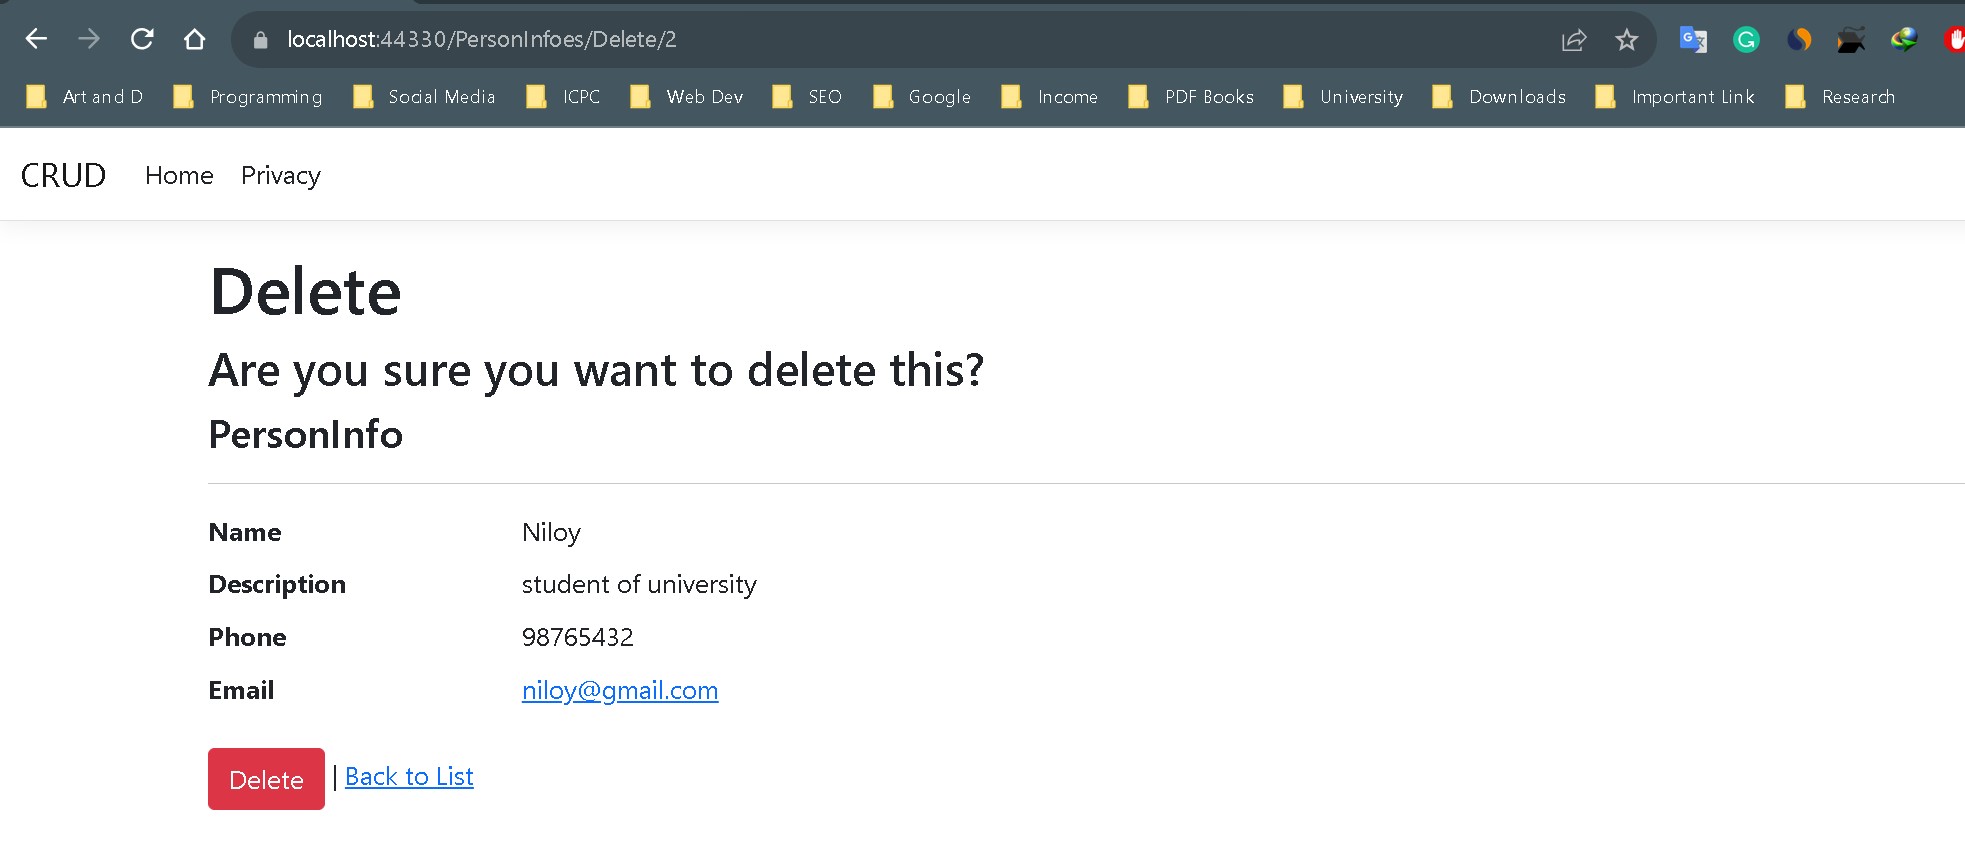 localhost:44330/PersonInfoes/Delete/2
Art and D Programming Social Media ICPC Web Dev SEO Google Income PDF Books University Downloads Important Link Research
CRUD Home Privacy
Delete
Are you sure you want to delete this?
PersonInfo
Name Niloy
Description student of university
Phone 98765432
Email niloy@gmail.com
Delete | Back to List